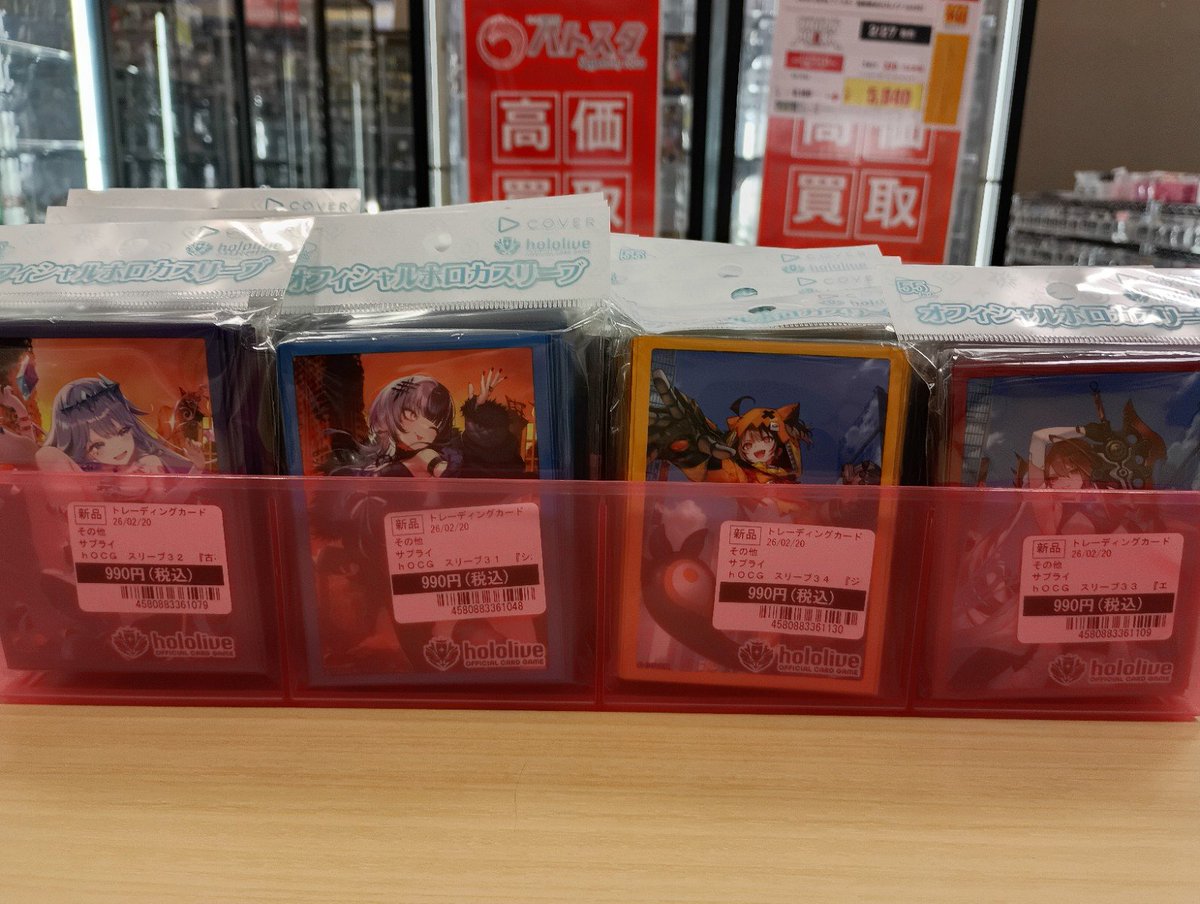 バトスタ
高価
買取
5,940
高価
買取
COVER
COVER
hololive
オフィシャルホロカスリーブ
hololive
オフィシャルホロカスリーブ
hololive
55
オフィシャルホロカスリーブ
新品 トレーディングカード
26/02/20
その他
サプライ
hOCG スリーブ32 『古
990円(税込)
4580883361079
hololive
OFFICIAL CARD GAME
新品 トレーディングカード
26/02/20
その他
サプライ
hOCG スリーブ31 『シ
990円(税込)
4580883361048
hololive
OFFICIAL CARD GAME
新品 トレーディングカード
26/02/20
その他
サプライ
hOCG スリーブ34 『ジ
990円(税込)
4580883361130
hololive
OFFICIAL CARD GAME
新品 トレーディングカード
26/02/20
その他
サプライ
hOCG スリーブ33 『エ
990円(税込)
4580883361109
hololive
OFFICIAL CARD GAME